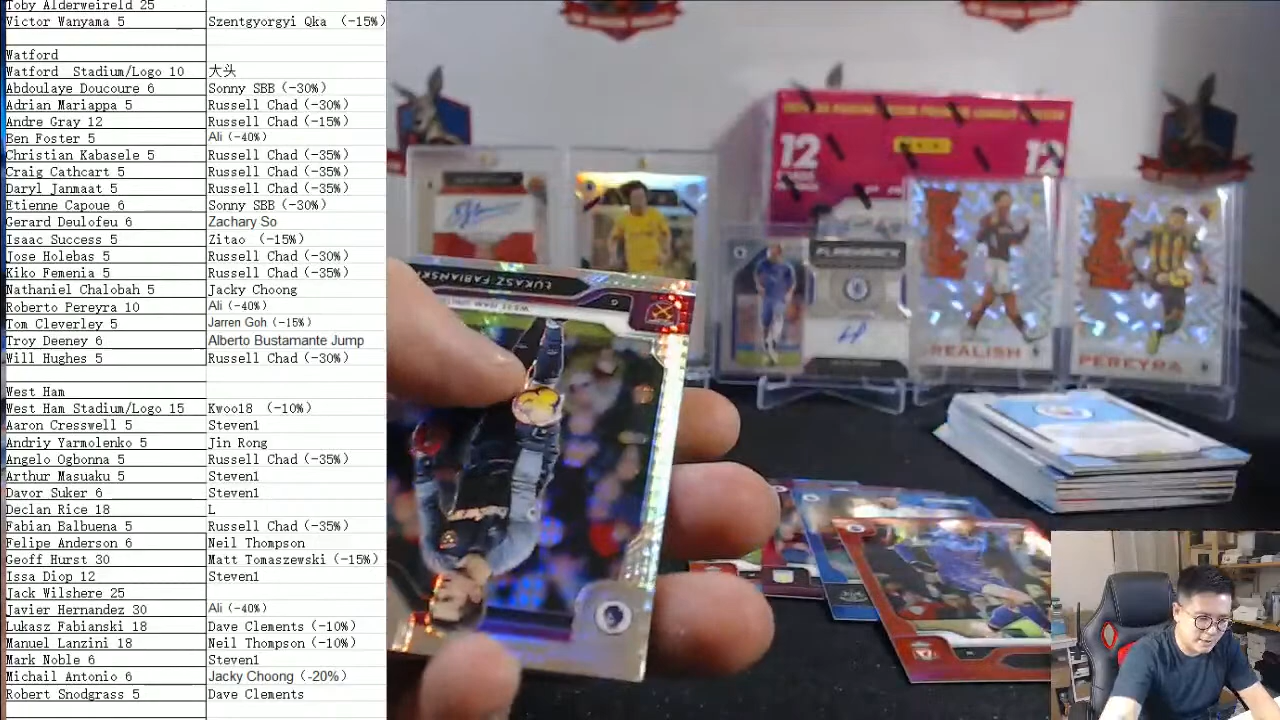 Toby Alderweireld 25
Victor Wanyama 5 Szentgyorgyi Qka (-15%)
Watford
Watford Stadium/Logo 10 大头
Abdoulaye Doucoure 6 Sonny SBB (-30%)
Adrian Mariappa 5 Russell Chad (-30%)
Andre Gray 12 Russell Chad (-15%)
Ben Foster 5 Ali (-40%)
Christian Kabasele 5 Russell Chad (-35%)
Craig Cathcart 5 Russell Chad (-35%)
Daryl Janmaat 5 Russell Chad (-35%)
Etienne Capoue 6 Sonny SBB (-30%)
Gerard Deulofeu 6 Zachary So
Isaac Success 5 Zitao (-15%)
Jose Holebas 5 Russell Chad (-30%)
Kiko Femenia 5 Russell Chad (-35%)
Nathaniel Chalobah 5 Jacky Choong
Roberto Pereyra 10 Ali (-40%)
Tom Cleverley 5 Jarren Goh (-15%)
Troy Deeney 6 Alberto Bustamante Jump
Will Hughes 5 Russell Chad (-30%)
West Ham
West Ham Stadium/Logo 15 Kwoo18 (-10%)
Aaron Cresswell 5 Steven1
Andriy Yarmolenko 5 Jin Rong
Angelo Ogbonna 5 Russell Chad (-35%)
Arthur Masuaku 5 Steven1
Davor Suker 6 Steven1
Declan Rice 18 L
Fabian Balbuena 5 Russell Chad (-35%)
Felipe Anderson 6 Neil Thompson
Geoff Hurst 30 Matt Tomaszewski (-15%)
Issa Diop 12 Steven1
Jack Wilshere 25
Javier Hernandez 30 Ali (-40%)
Lukasz Fabianski 18 Dave Clements (-10%)
Manuel Lanzini 18 Neil Thompson (-10%)
Mark Noble 6 Steven1
Michail Antonio 6 Jacky Choong (-20%)
Robert Snodgrass 5 Dave Clements
12
12
FLASHBACK
REALISH
PEREYRA
ŁUKASZ FABIANSKI
WEST HAM UNITED
G